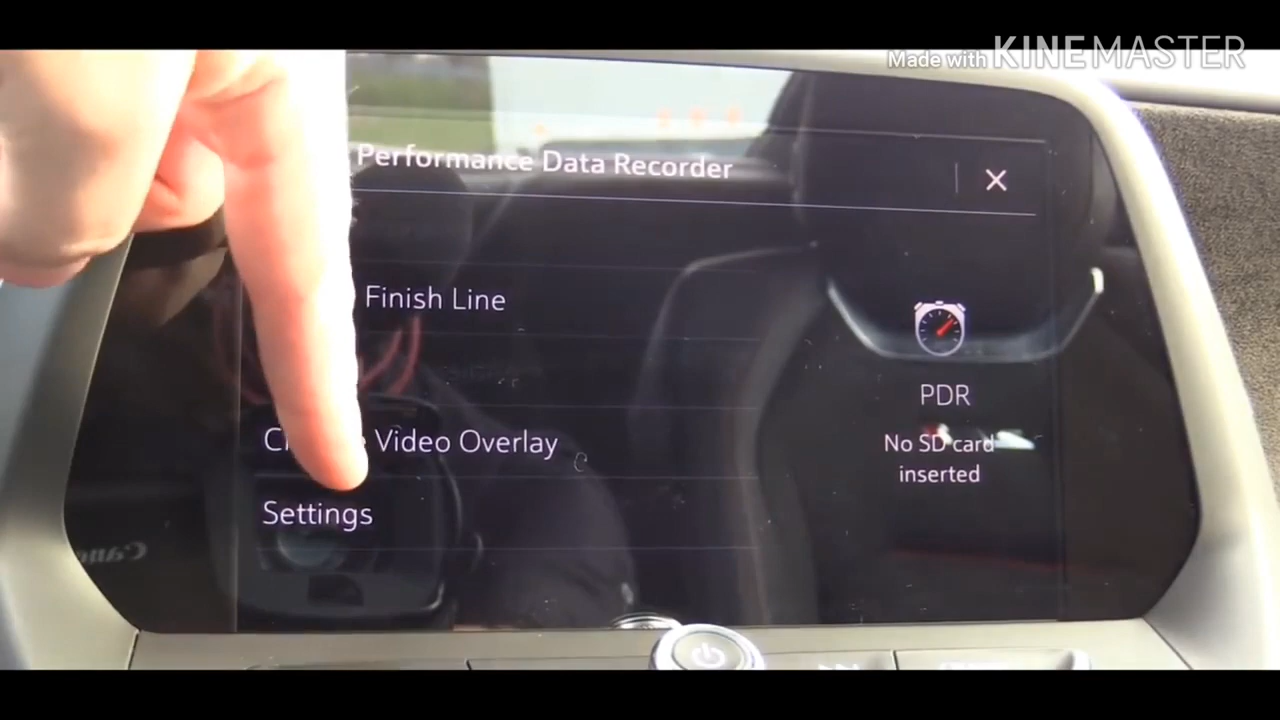 Made with KINEMASTER
Performance Data Recorder
Finish Line
Video Overlay
Settings
PDR
No SD card
inserted